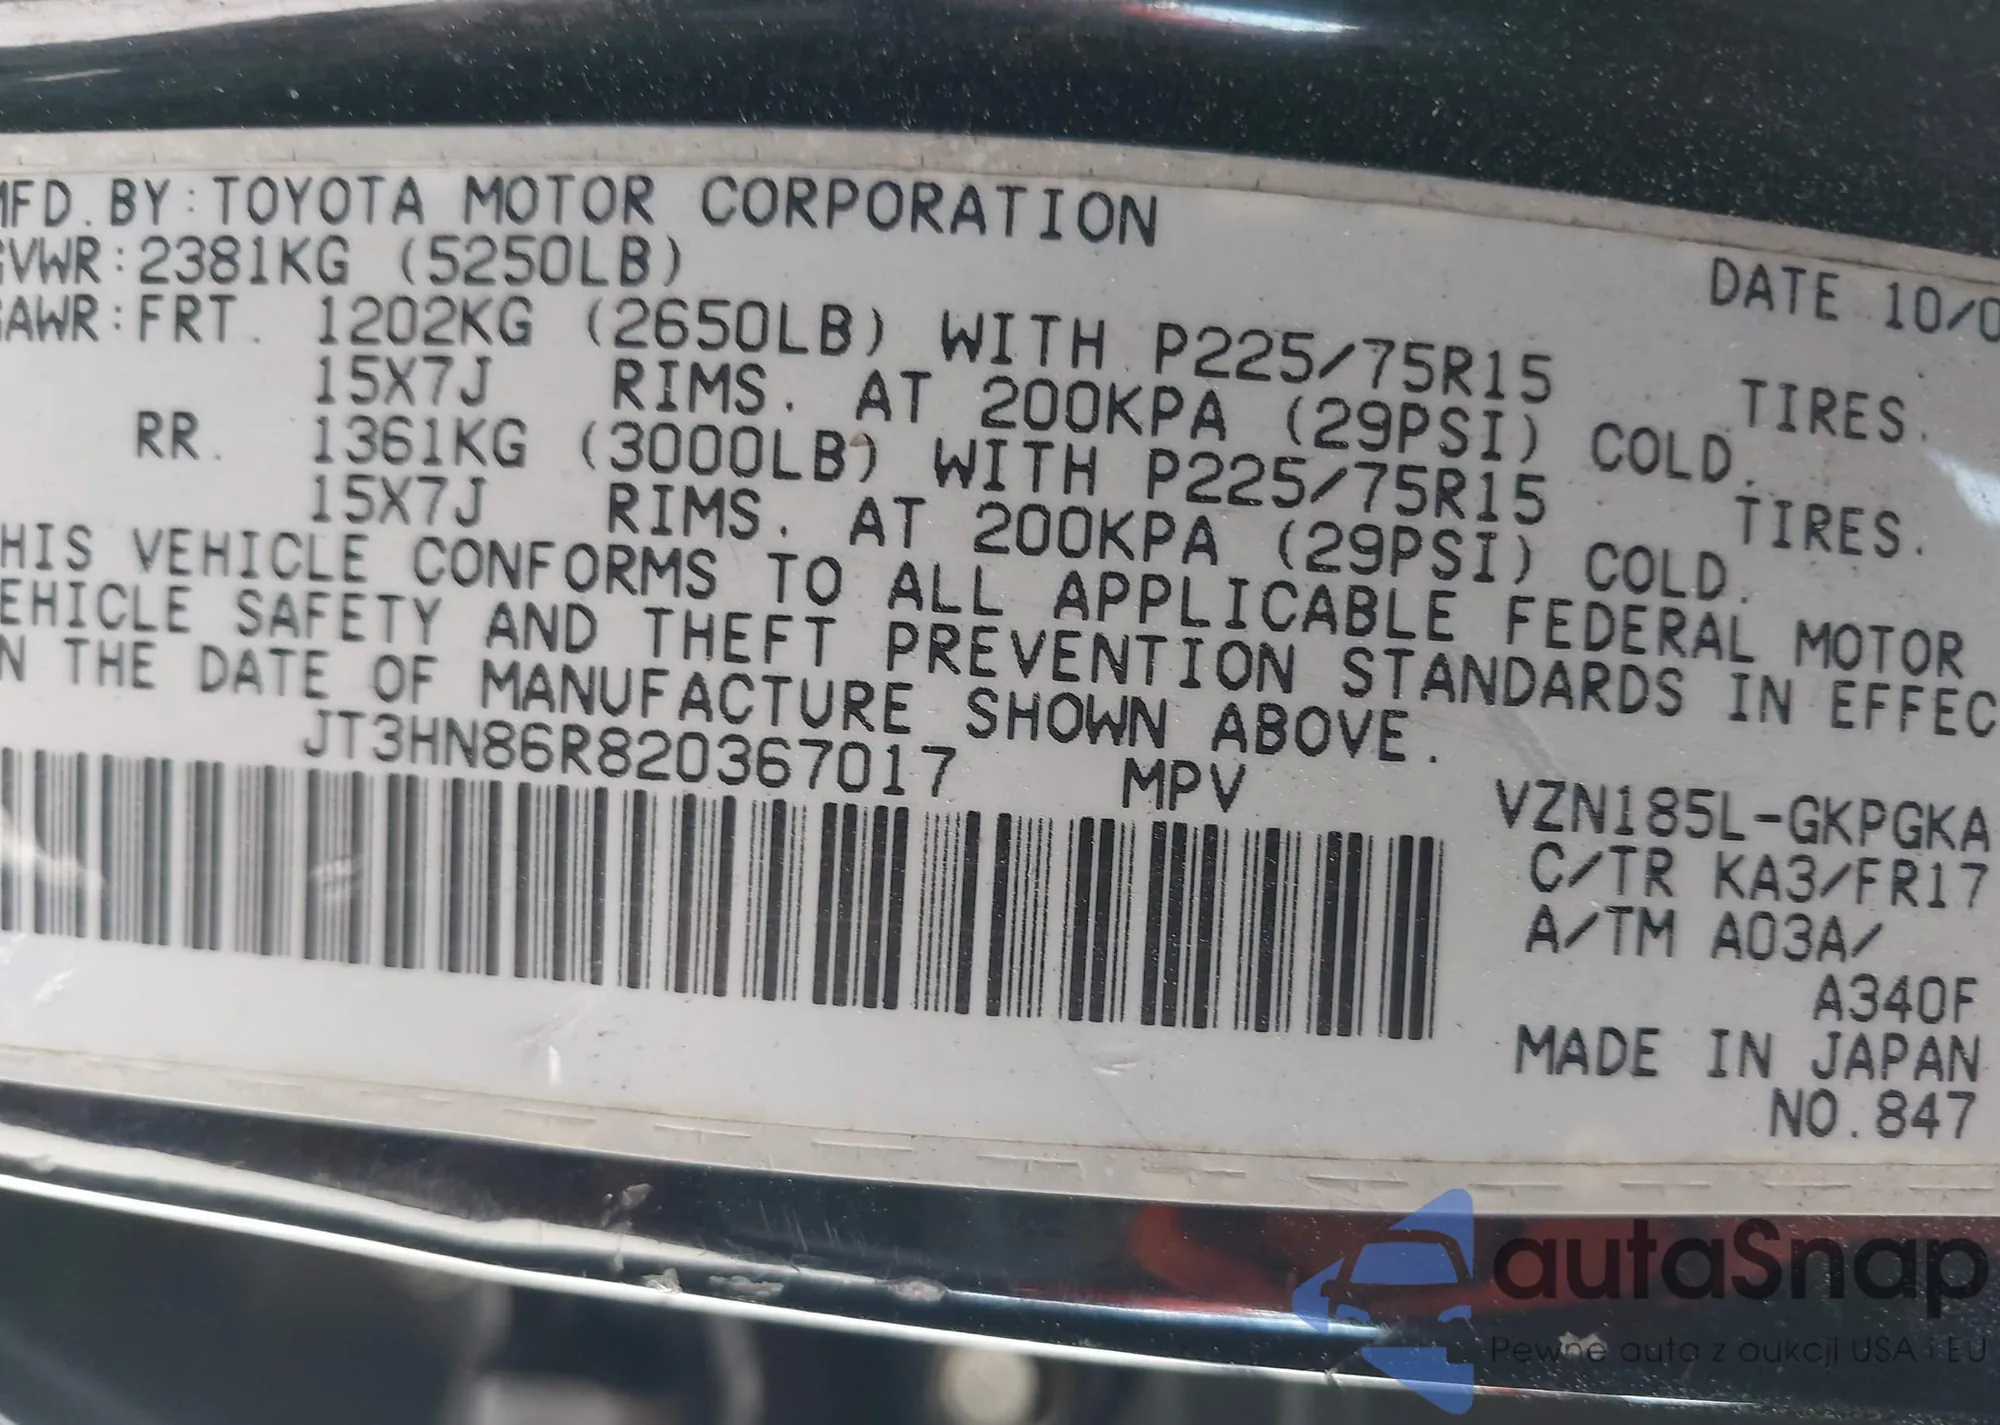 MFD. BY: TOYOTA MOTOR CORPORATION
DATE 10/0
GVWR: 2381KG (5250LB)
GAWR: FRT. 1202KG (2650LB) WITH P225/75R15 TIRES.
15X7J RIMS. AT 200KPA (29PSI) COLD.
RR. 1361KG (3000LB) WITH P225/75R15 TIRES.
15X7J RIMS. AT 200KPA (29PSI) COLD.
HIS VEHICLE CONFORMS TO ALL APPLICABLE FEDERAL MOTOR
EHICLE SAFETY AND THEFT PREVENTION STANDARDS IN EFFEC
N THE DATE OF MANUFACTURE SHOWN ABOVE.
JT3HN86R820367017 MPV
VZN185L-GKPGKA
C/TR KA3/FR17
A/TM A03A/
A340F
MADE IN JAPAN
NO.847
autaSnap
Pewne auta z aukcji USA i EU